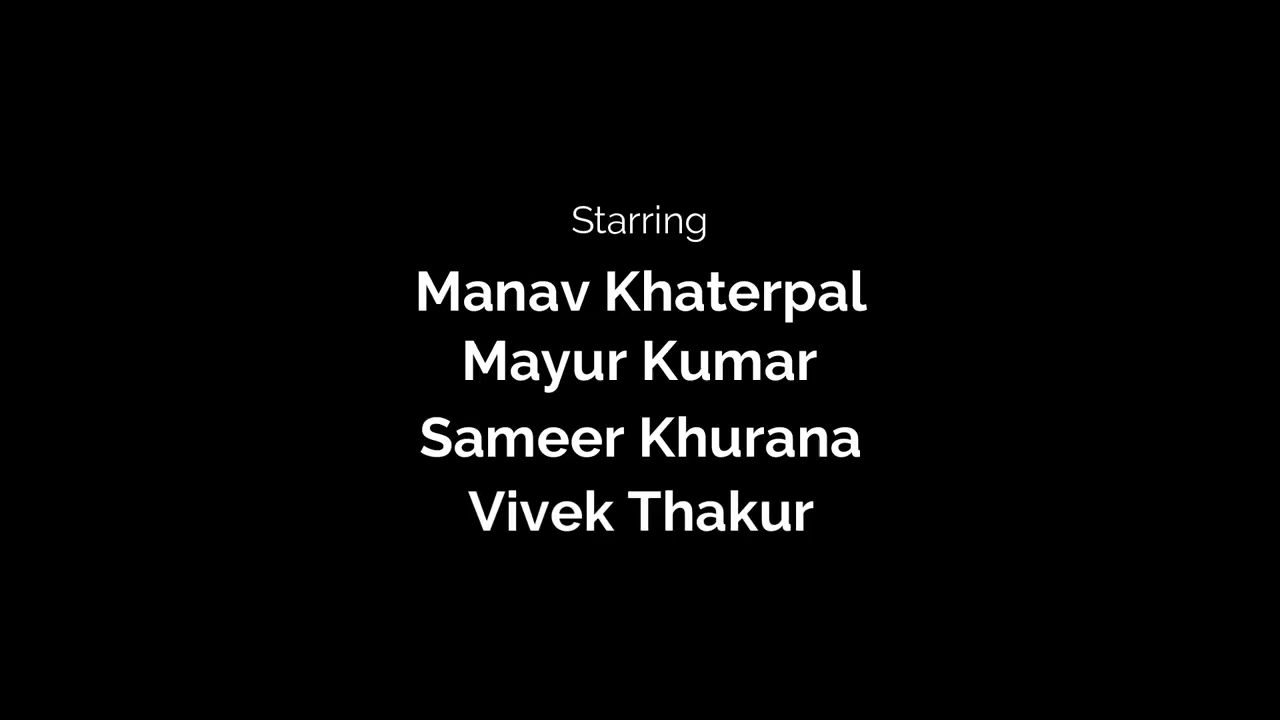 Starring
Manav Khaterpal
Mayur Kumar
Sameer Khurana
Vivek Thakur